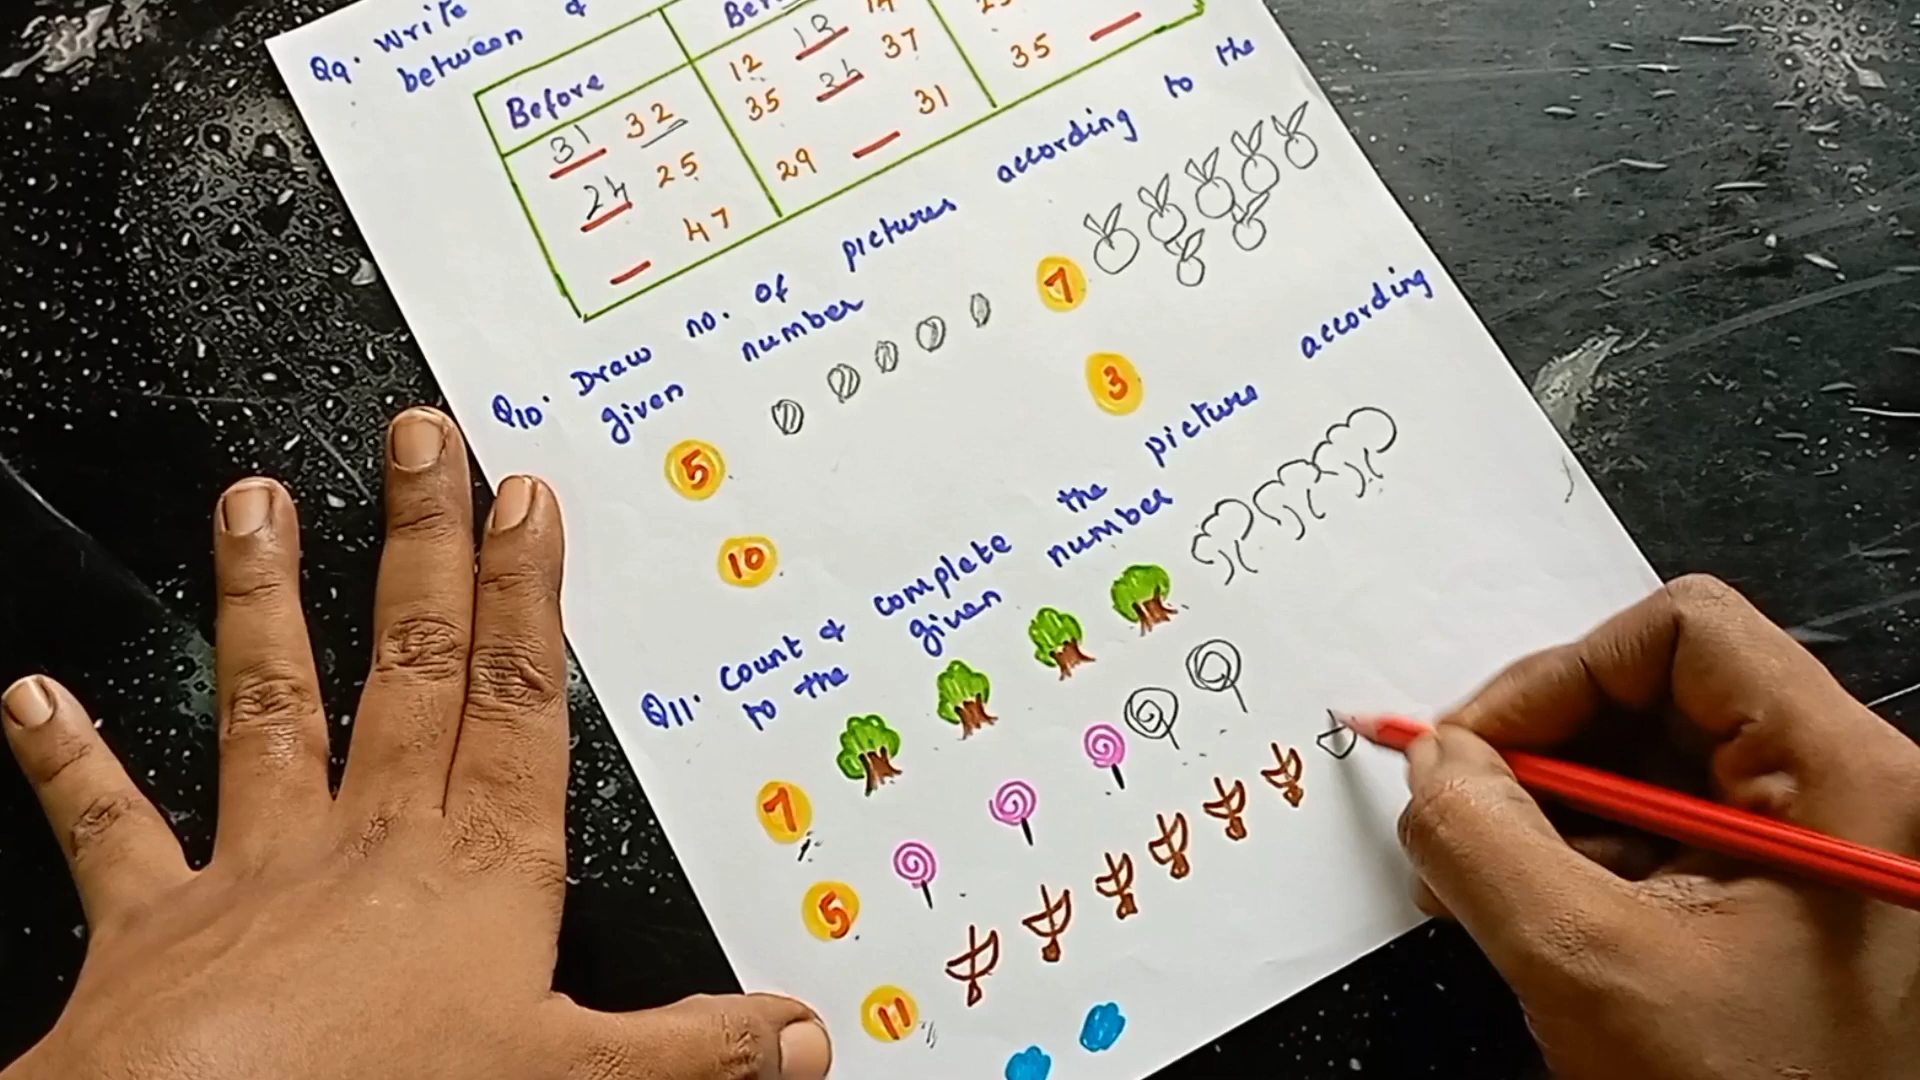 Q9. Write
between &
Before
31 32
24 25
47
12 13 14
35 36 37
29 31
35
Q10. Draw no. of pictures according to the
given number
5
7
10
3
Q11. Count & complete the picture according
to the given number
7
5
11